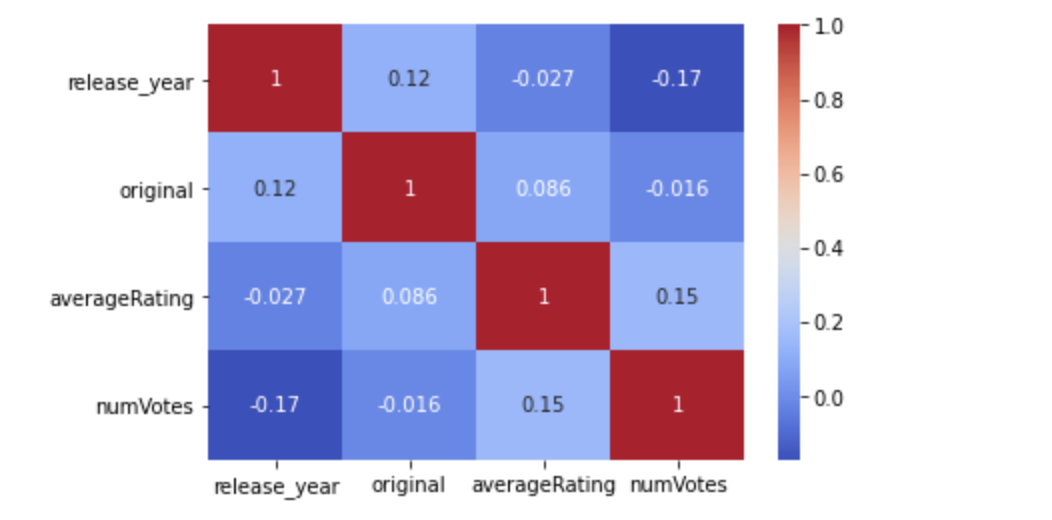 release_year 1 0.12 -0.027 -0.17
original 0.12 1 0.086 -0.016
averageRating -0.027 0.086 1 0.15
numVotes -0.17 -0.016 0.15 1
release_year original averageRating numVotes
1.0
0.8
0.6
0.4
0.2
0.0